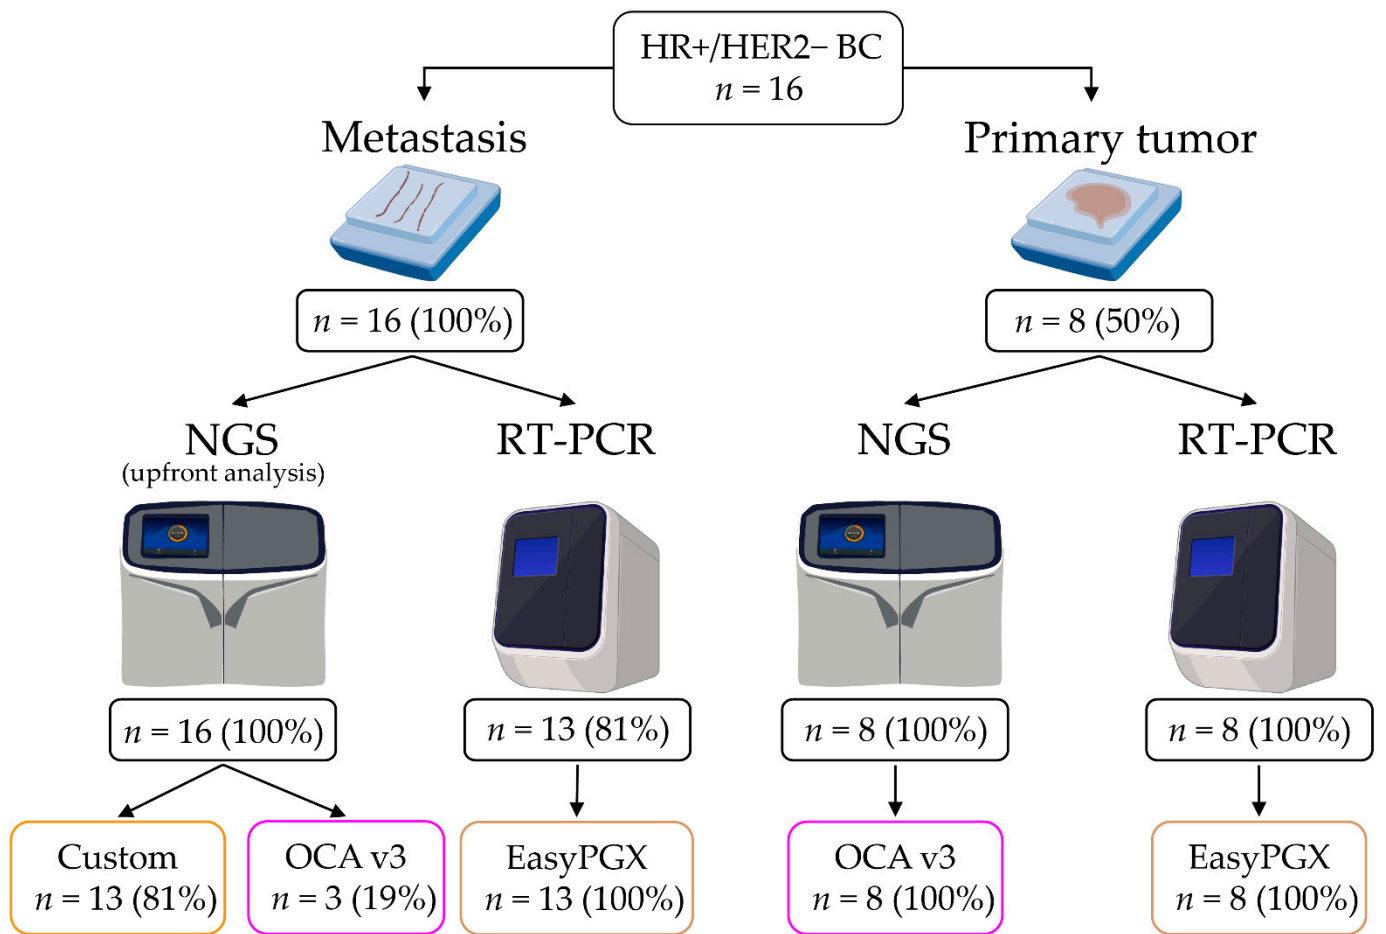 HR+/HER2− BC
n = 16
Metastasis
Primary tumor
n = 16 (100%)
n = 8 (50%)
NGS
(upfront analysis)
RT-PCR
NGS
RT-PCR
n = 16 (100%)
n = 13 (81%)
n = 8 (100%)
n = 8 (100%)
Custom
n = 13 (81%)
OCA v3
n = 3 (19%)
EasyPGX
n = 13 (100%)
OCA v3
n = 8 (100%)
EasyPGX
n = 8 (100%)